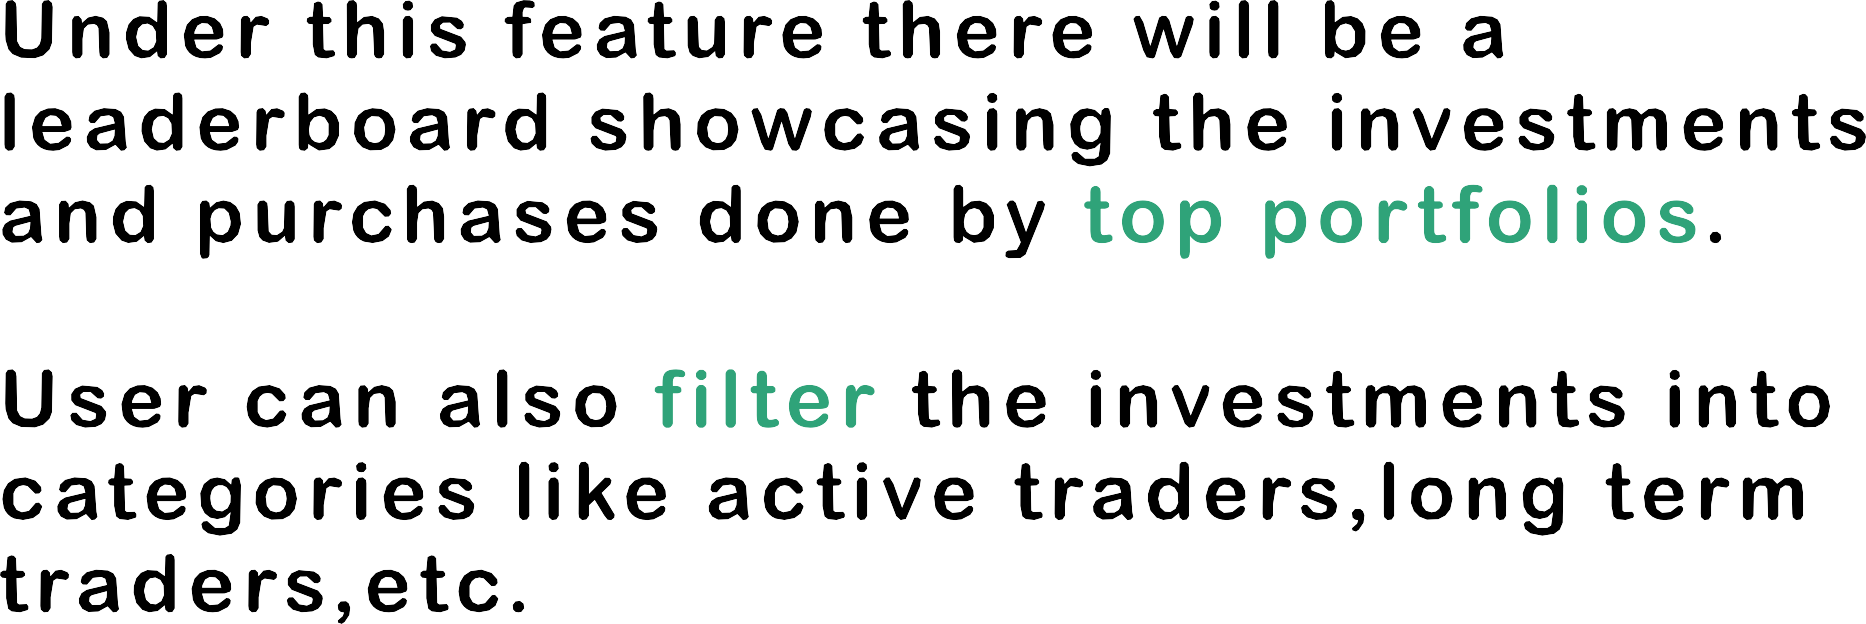 Under this feature there will be a
leaderboard showcasing the investments
and purchases done by top portfolios.
User can also filter the investments into
categories like active traders,long term
traders,etc.